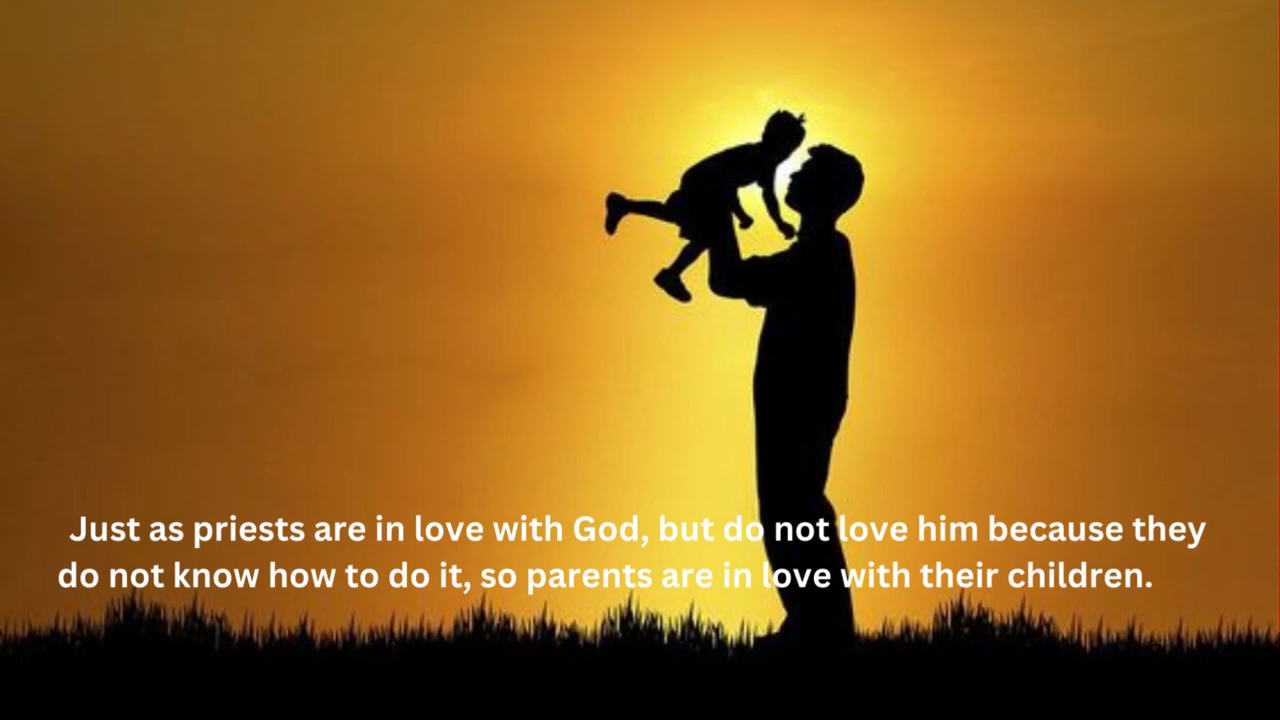 Just as priests are in love with God, but do not love him because they
do not know how to do it, so parents are in love with their children.